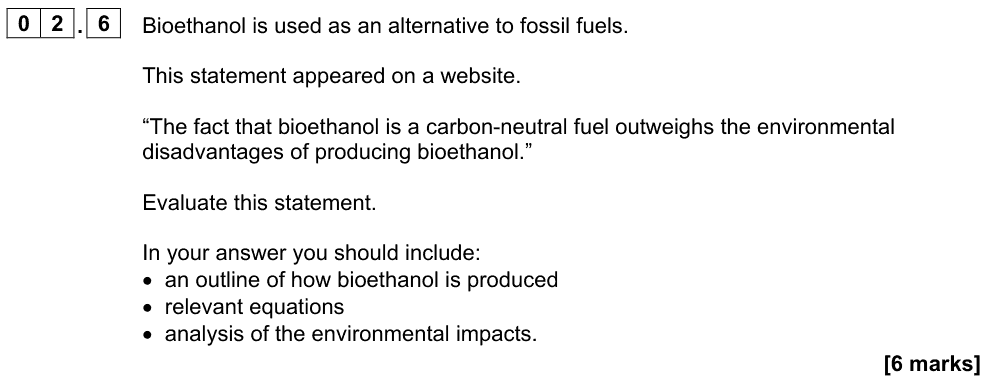 02.6 Bioethanol is used as an alternative to fossil fuels.
This statement appeared on a website.
“The fact that bioethanol is a carbon-neutral fuel outweighs the environmental
disadvantages of producing bioethanol.”
Evaluate this statement.
In your answer you should include:
• an outline of how bioethanol is produced
• relevant equations
• analysis of the environmental impacts.
[6 marks]